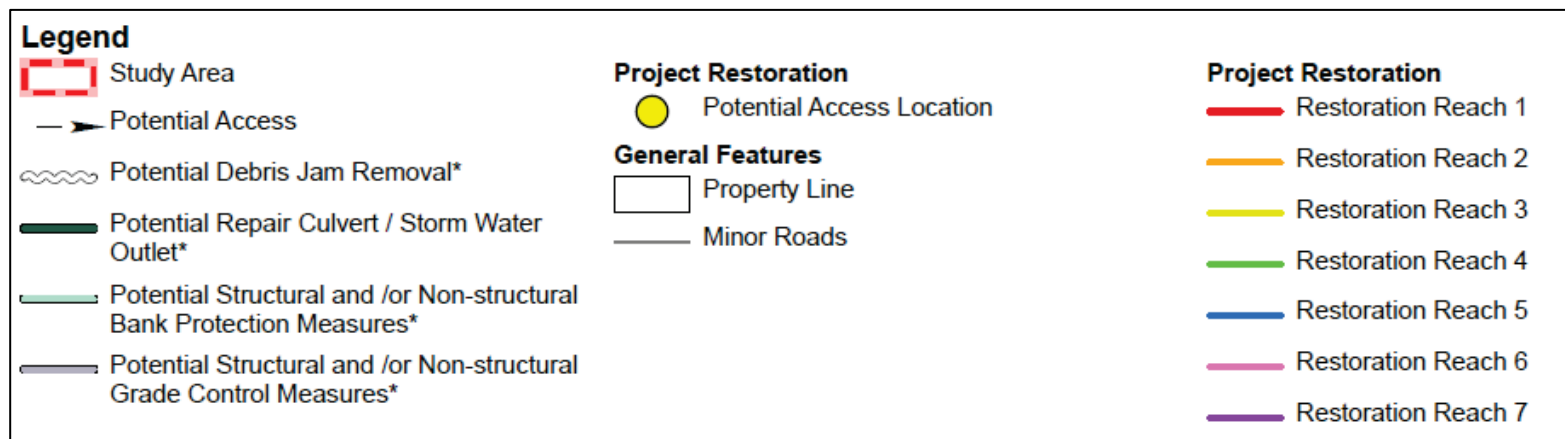 Legend
Study Area
Potential Access
Potential Debris Jam Removal*
Potential Repair Culvert / Storm Water
Outlet*
Potential Structural and /or Non-structural
Bank Protection Measures*
Potential Structural and /or Non-structural
Grade Control Measures*
Project Restoration
Potential Access Location
General Features
Property Line
Minor Roads
Project Restoration
Restoration Reach 1
Restoration Reach 2
Restoration Reach 3
Restoration Reach 4
Restoration Reach 5
Restoration Reach 6
Restoration Reach 7